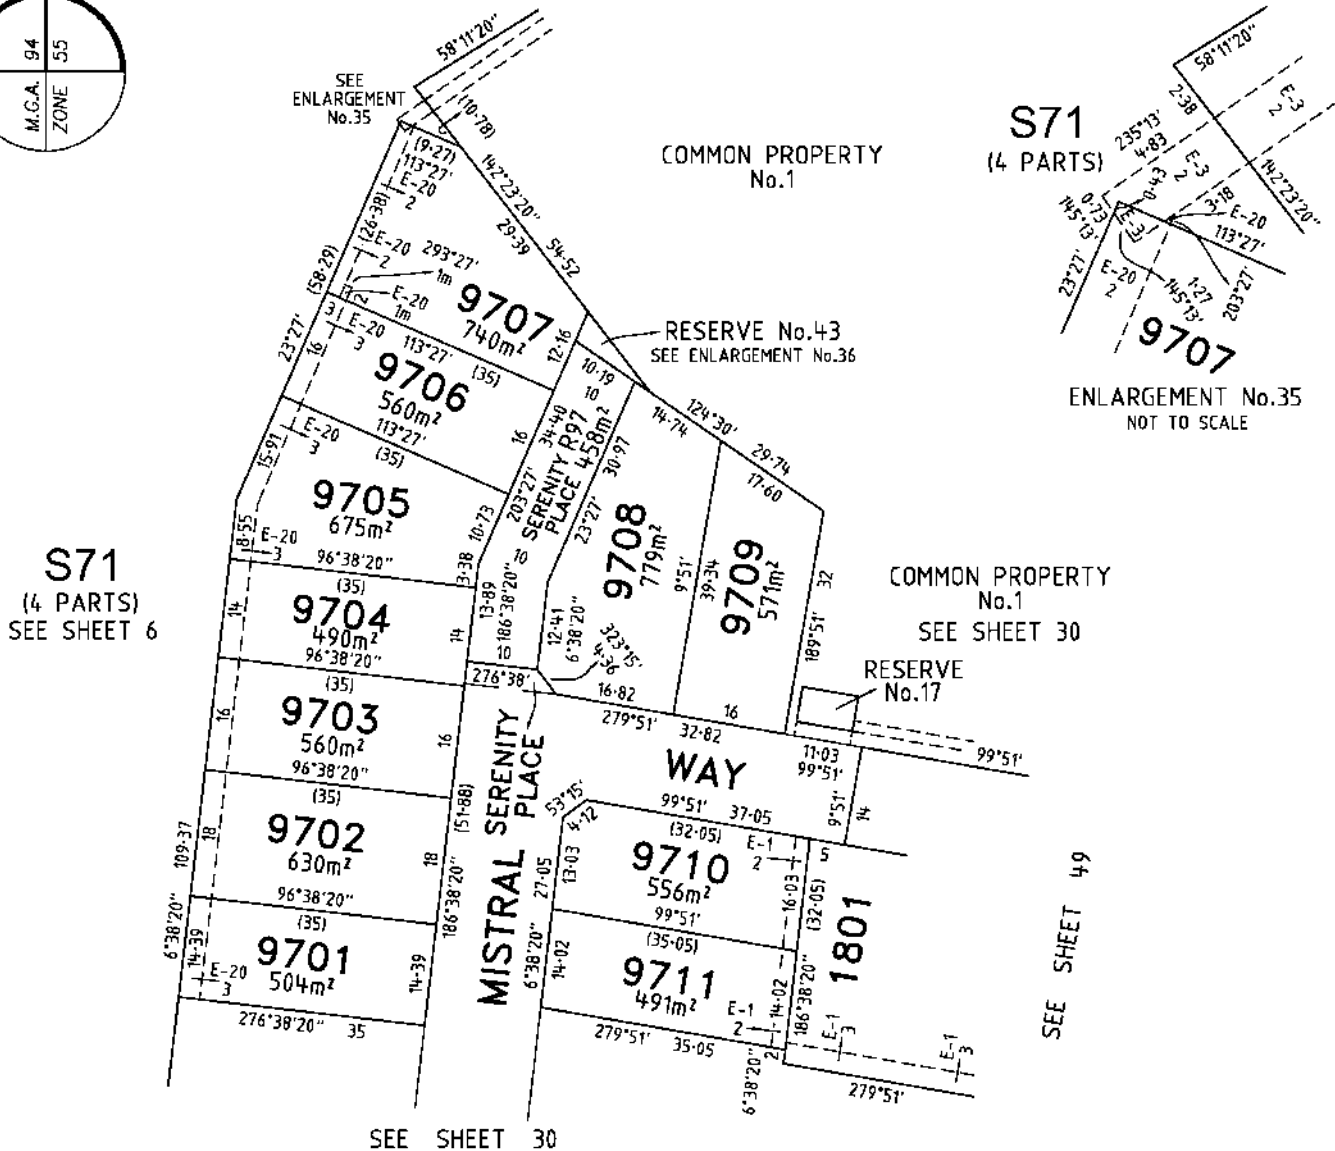 M.G.A. 94
ZONE 55
58°11'20"
SEE
ENLARGEMENT
No.35
(10·78)
(9·27)
113°27'
E-20
2
142°23'20"
29·39
54·52
COMMON PROPERTY
No.1
(26·38)
(58·29)
E-20
2
293°27'
1m
E-20
2
1m
9707
740m²
12·16
RESERVE No.43
SEE ENLARGEMENT No.36
23°27'
3
E-20
3
16
113°27'
(35)
9706
560m²
113°27'
(35)
16
34·40
203°27'
10·19
10
SERENITY R97
PLACE 458m²
30·97
23°27'
14·74
124°30'
29·74
17·60
E-20
3
15·91
9705
675m²
10·73
8·55
E-20
3
96°38'20"
(35)
3·38
10
9708
779m²
9°51'
39·34
9709
571m²
32
189°51'
S71
(4 PARTS)
SEE SHEET 6
14
9704
490m²
96°38'20"
(35)
14
13·89
186°38'20"
10
12·41
6°38'20"
323°15'
4·36
276°38'
16·82
279°51'
32·82
16
COMMON PROPERTY
No.1
SEE SHEET 30
RESERVE
No.17
11·03
99°51'
99°51'
16
9703
560m²
96°38'20"
(35)
16
MISTRAL
SERENITY
PLACE
WAY
9°51'
14
18
109·37
9702
630m²
96°38'20"
(35)
18
(51·88)
186°38'20"
53°15'
4·12
99°51'
37·05
(32·05)
E-1
2
5
27·05
13·03
9710
556m²
99°51'
(35·05)
16·03
(32·05)
1801
6°38'20"
14·39
E-20
3
9701
504m²
14·39
276°38'20"
35
6°38'20"
14·02
9711
491m²
E-1
2
14·02
186°38'20"
E-1
3
E-1
3
279°51'
35·05
2
6°38'20"
279°51'
SEE SHEET 49
SEE SHEET 30
S71
(4 PARTS)
58°11'20"
2·38
E-3
2
235°13'
4·83
E-3
2
142°23'20"
0·43
0·73
145°13'
E-3
3·18
E-20
113°27'
23°27'
E-20
2
1·27
145°13'
203°27'
9707
ENLARGEMENT No.35
NOT TO SCALE